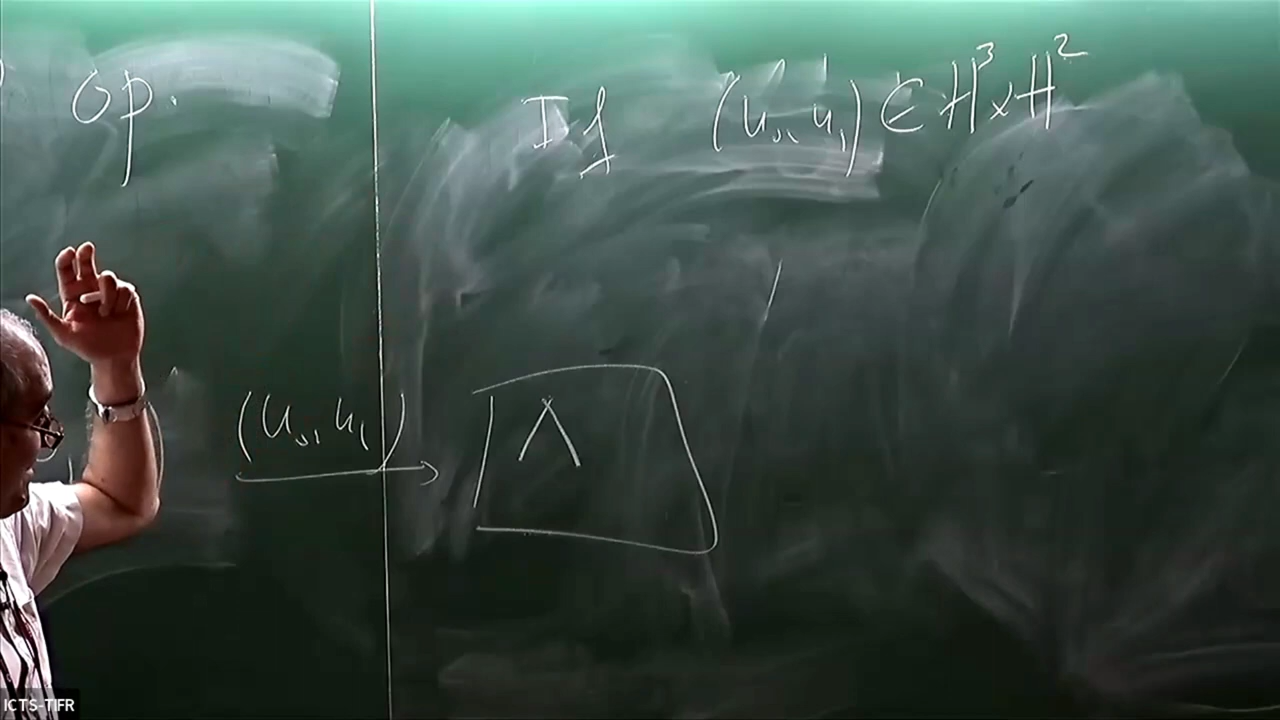 Op.
If (u₀, u₁) ∈ H³ × H²
(u₀, u₁)
Λ
ICTS-TIFR